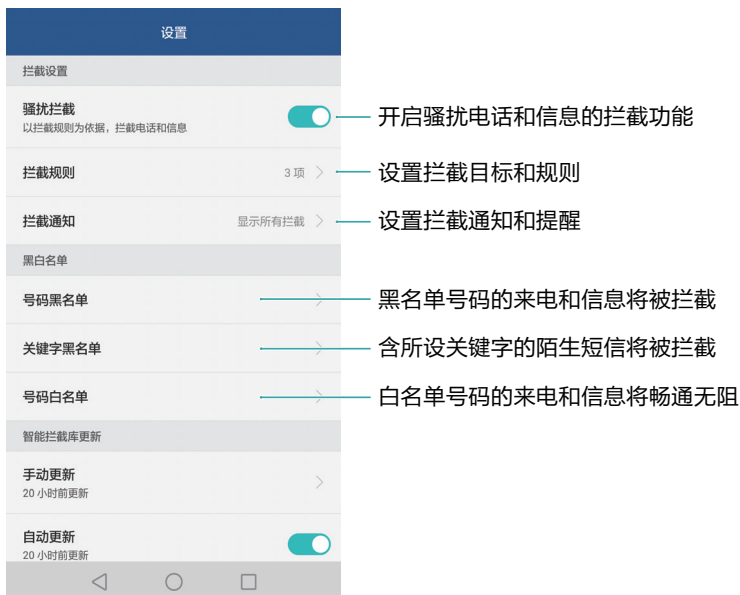 设置
拦截设置
骚扰拦截
以拦截规则为依据，拦截电话和信息
开启骚扰电话和信息的拦截功能
拦截规则
3 项
设置拦截目标和规则
拦截通知
显示所有拦截
设置拦截通知和提醒
黑白名单
号码黑名单
黑名单号码的来电和信息将被拦截
关键字黑名单
含所设关键字的陌生短信将被拦截
号码白名单
白名单号码的来电和信息将畅通无阻
智能拦截库更新
手动更新
20 小时前更新
自动更新
20 小时前更新